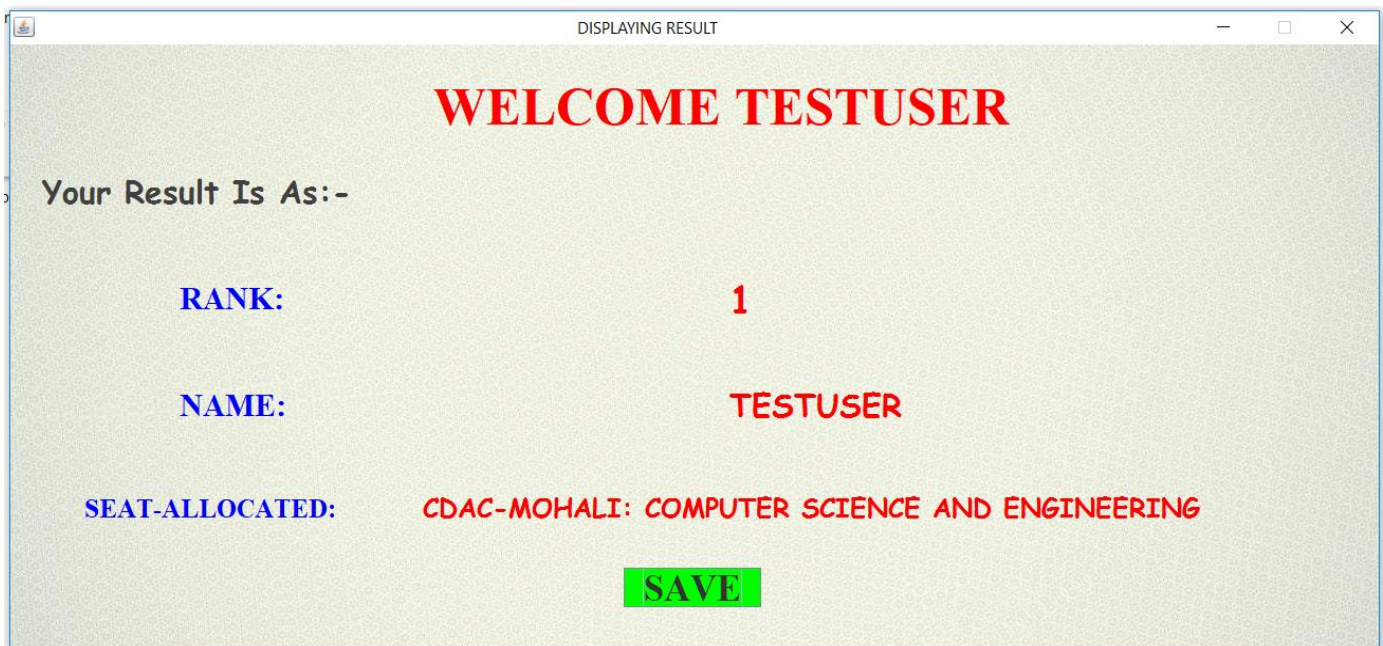 DISPLAYING RESULT
WELCOME TESTUSER
Your Result Is As:-
RANK: 1
NAME: TESTUSER
SEAT-ALLOCATED: CDAC-MOHALI: COMPUTER SCIENCE AND ENGINEERING
SAVE